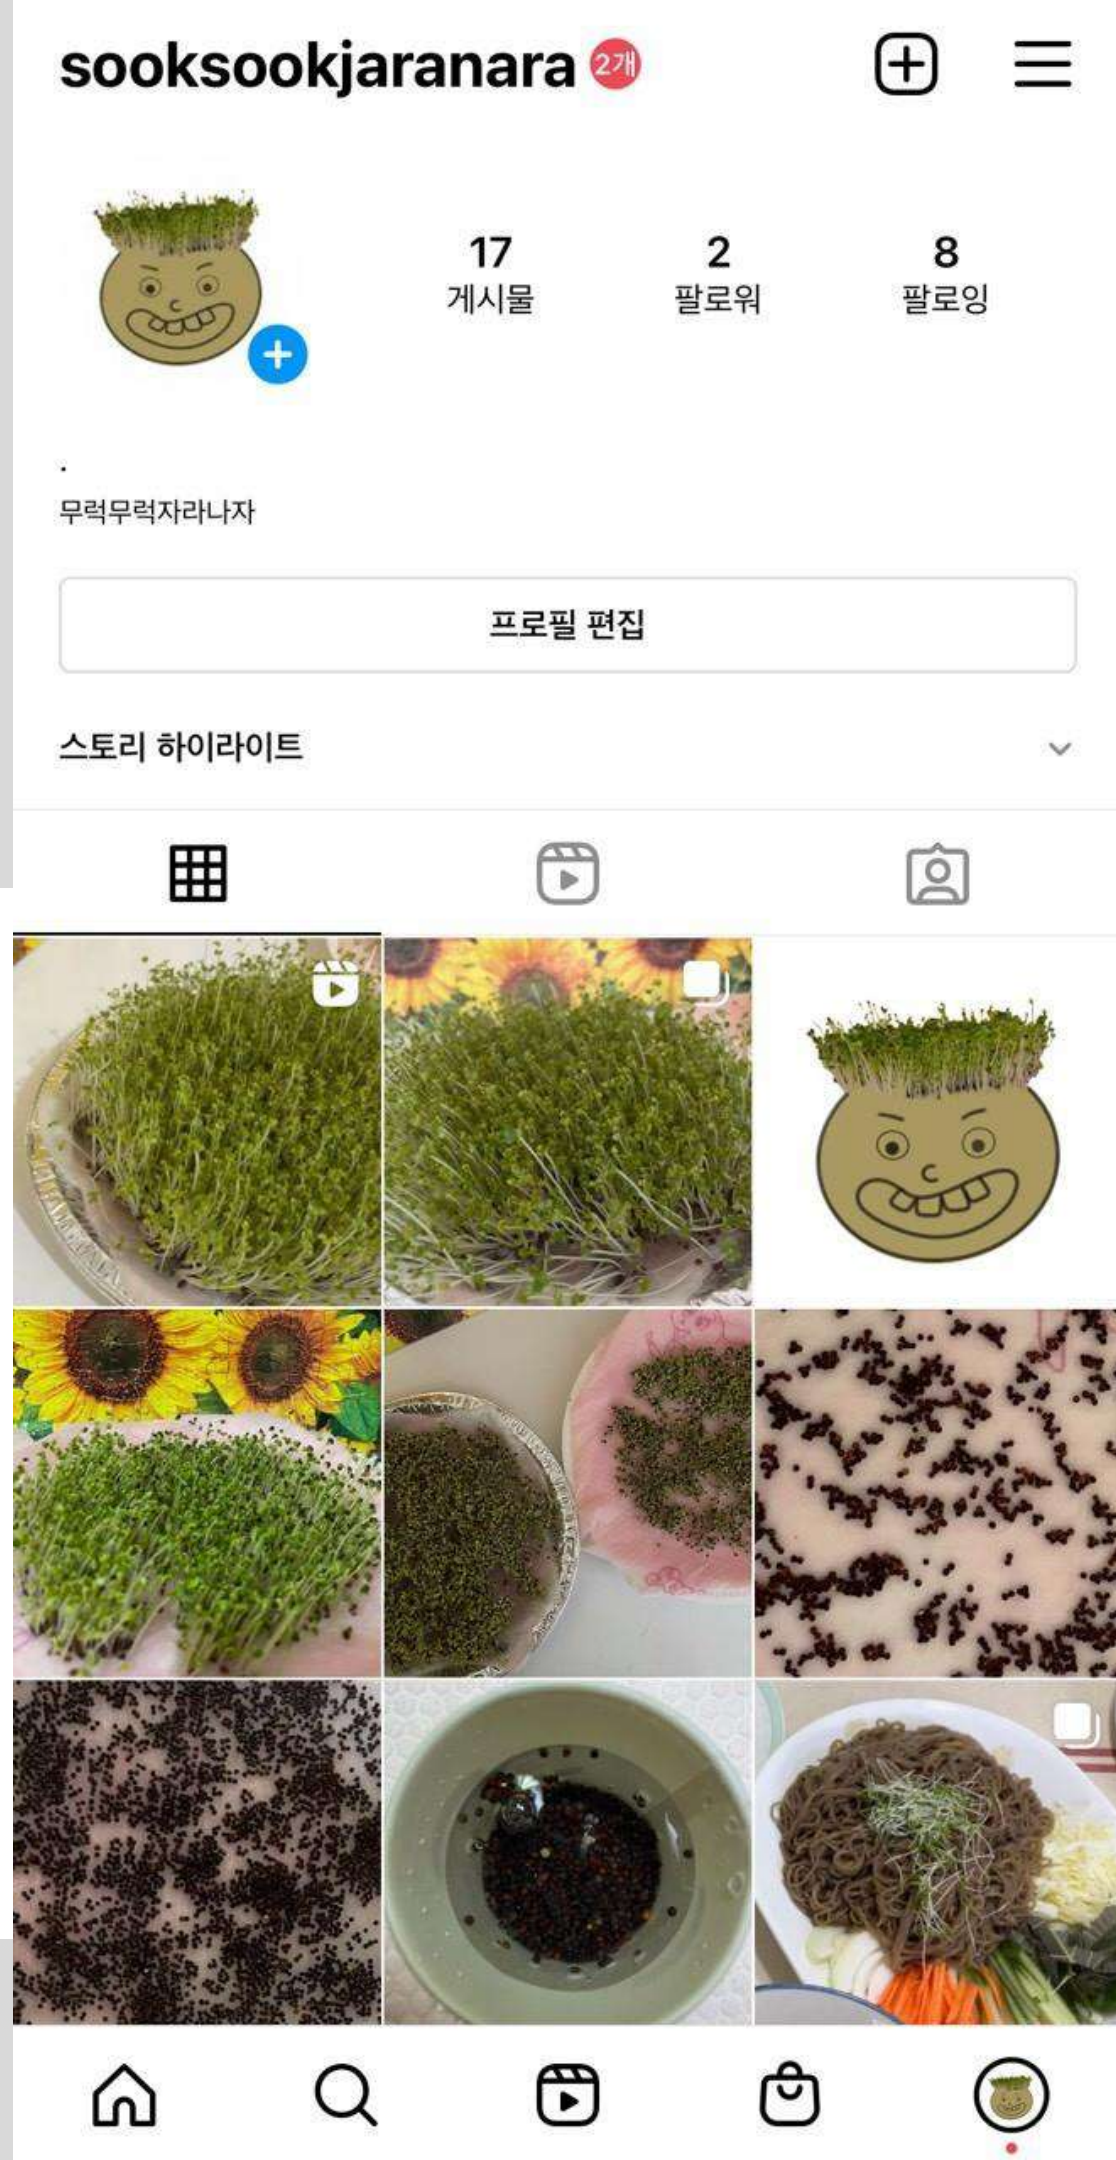 sooksookjaranara 2개
17 2 8
게시물 팔로워 팔로잉
.
무럭무럭자라나자
프로필 편집
스토리 하이라이트